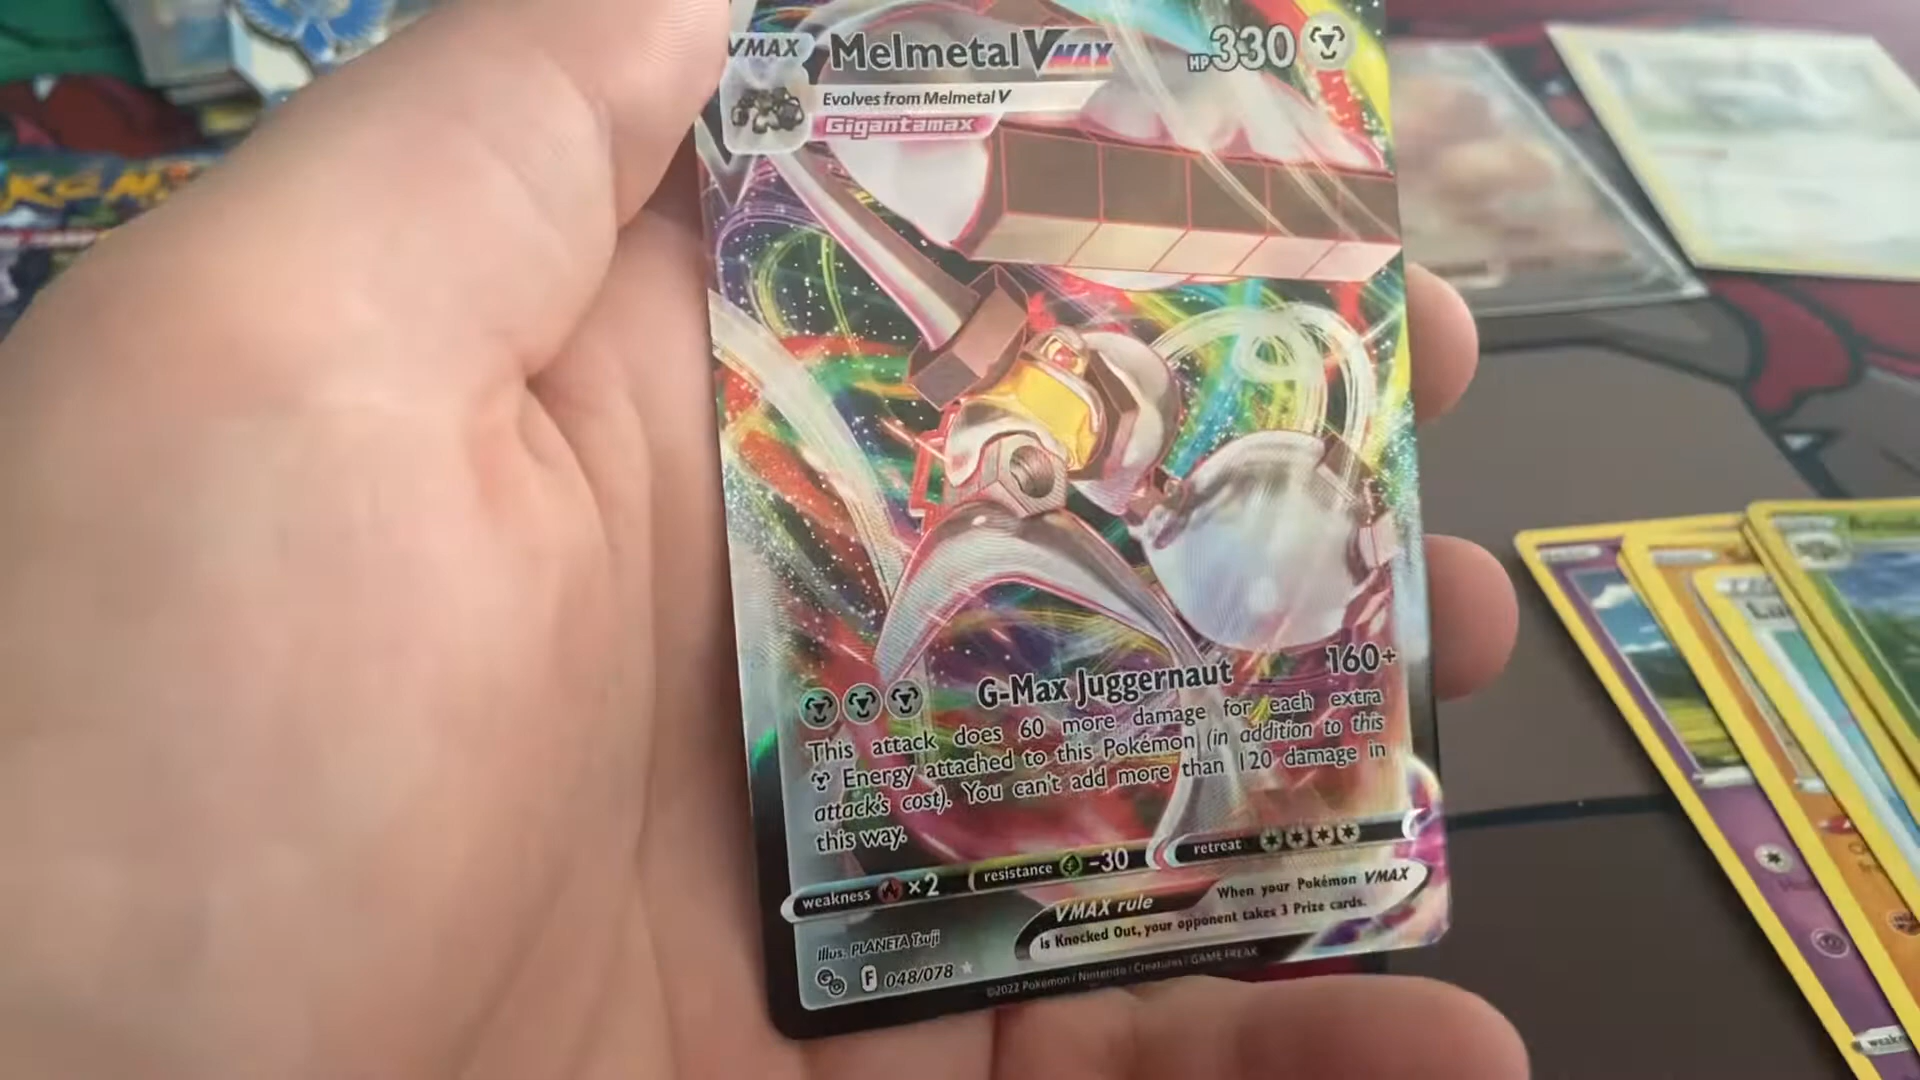 VMAX Melmetal VMAX HP 330
Evolves from Melmetal V
Gigantamax
G-Max Juggernaut 160+
This attack does 60 more damage for each extra
Energy attached to this Pokémon (in addition to this
attack's cost). You can't add more than 120 damage in
this way.
weakness ×2 resistance -30 retreat
VMAX rule When your Pokémon VMAX
is Knocked Out, your opponent takes 3 Prize cards.
Illus. PLANETA Tsuji
F 048/078
©2022 Pokémon / Nintendo / Creatures / GAME FREAK
weakne